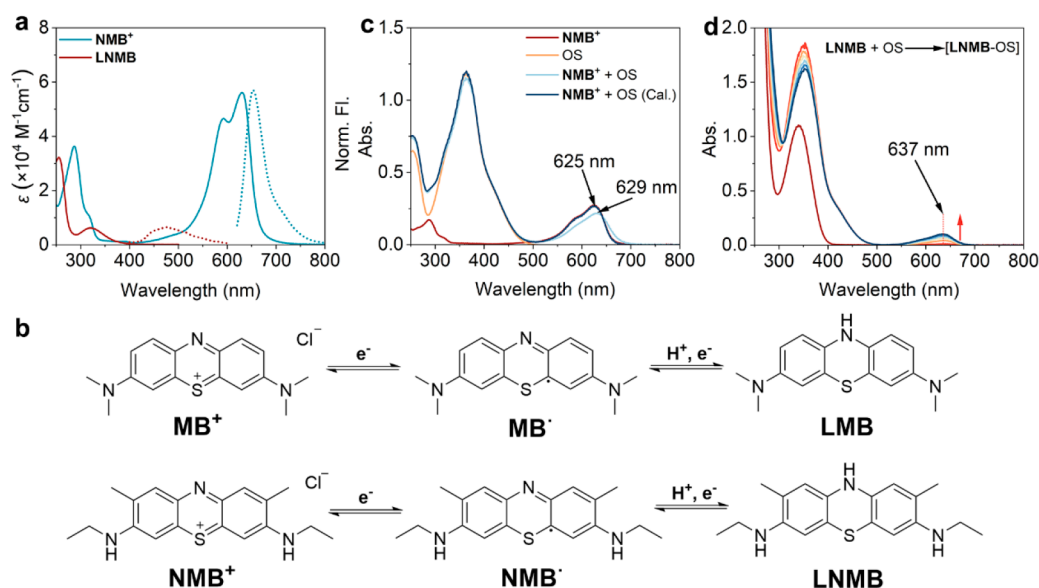 a
8
6
4
2
0
ε (×10⁴ M⁻¹cm⁻¹)
NMB⁺
LNMB
300 400 500 600 700 800
Wavelength (nm)
Norm. Fl.
c
1.5
1.0
0.5
0.0
Abs.
NMB⁺
OS
NMB⁺ + OS
NMB⁺ + OS (Cal.)
625 nm
629 nm
300 400 500 600 700 800
Wavelength (nm)
d
2.0
1.5
1.0
0.5
0.0
Abs.
LNMB + OS [LNMB-OS]
637 nm
300 400 500 600 700 800
Wavelength (nm)
b
N
Cl⁻
N
S
+
N
MB⁺
e⁻
N
N
S
·
N
MB·
H⁺, e⁻
H
N
N
S
N
LMB
N
Cl⁻
N
H
S
+
N
H
NMB⁺
e⁻
N
N
H
S
·
N
H
NMB·
H⁺, e⁻
H
N
N
H
S
N
H
LNMB